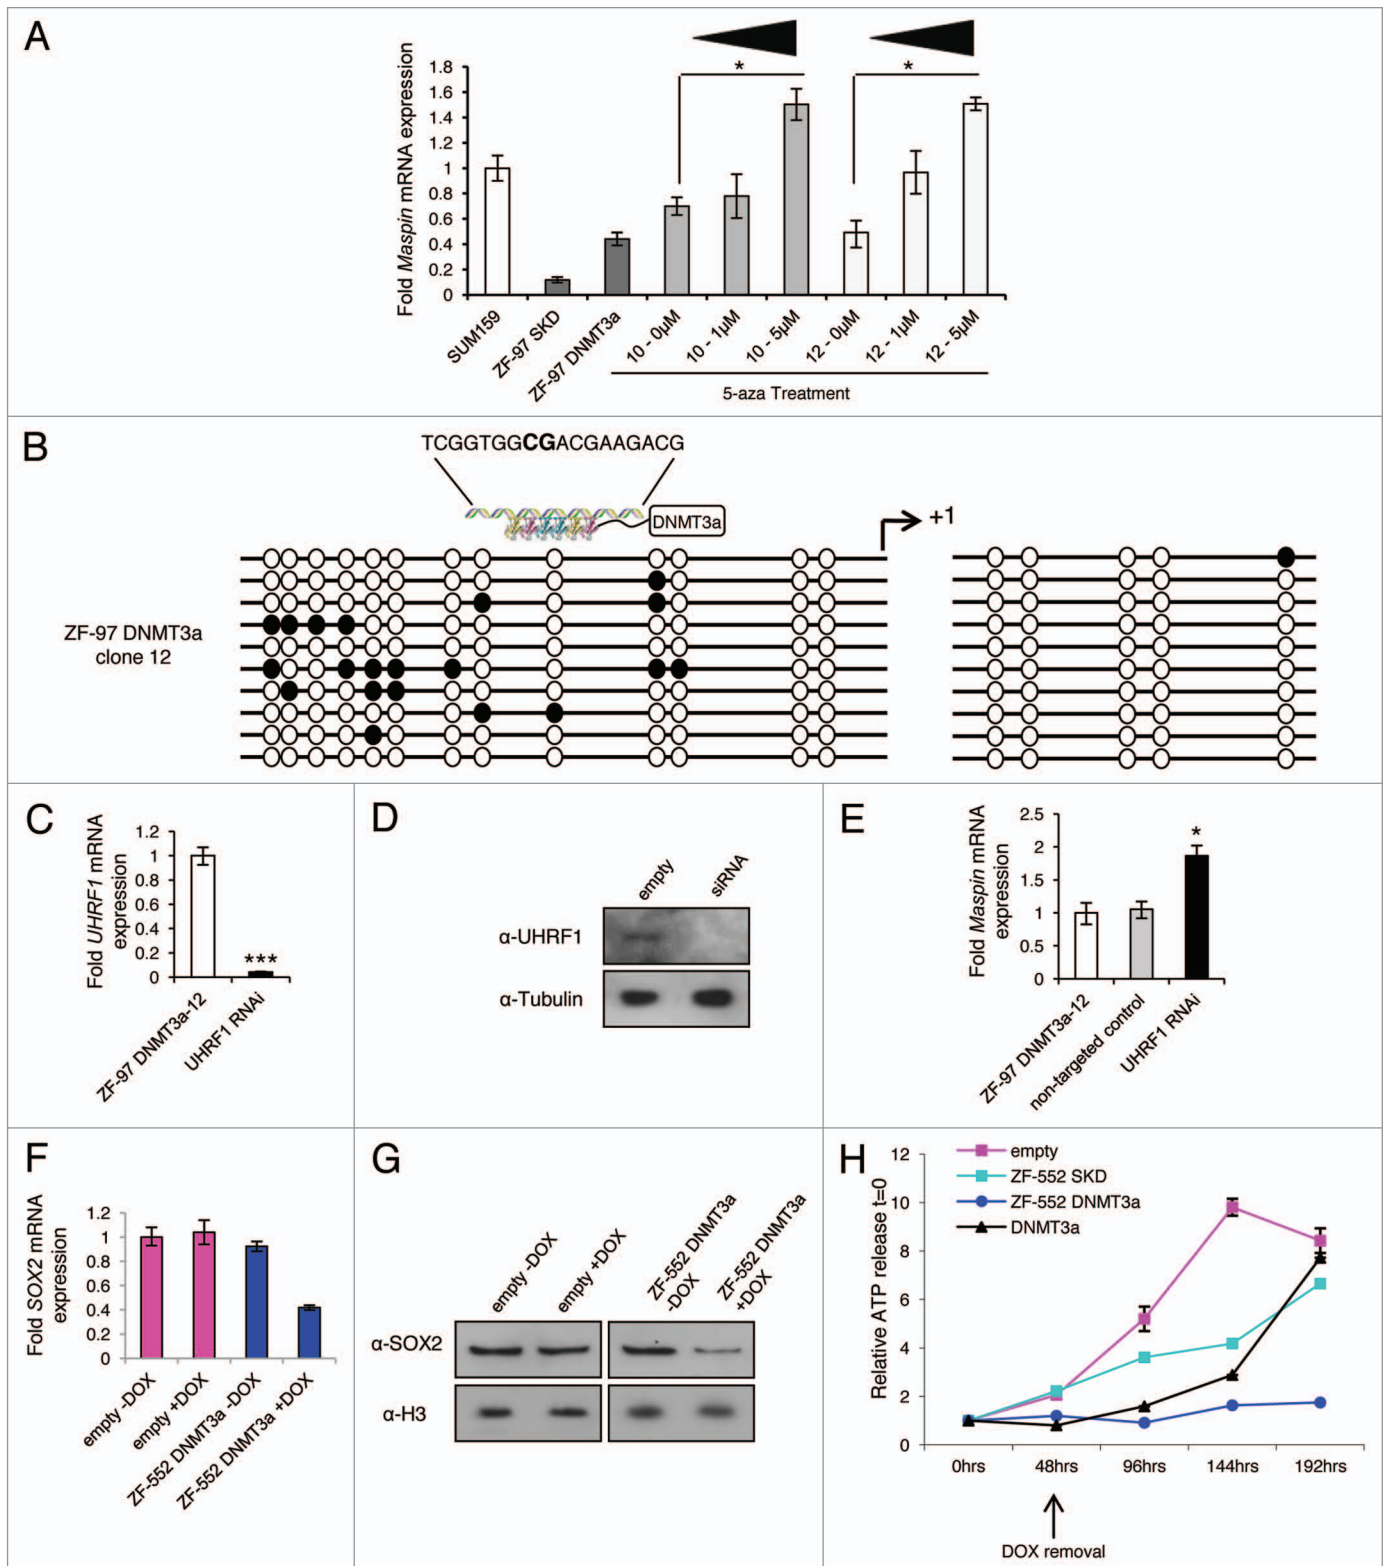 A
Fold Maspin mRNA expression
1.8
1.6
1.4
1.2
1
0.8
0.6
0.4
0.2
0
*
*
SUM159
ZF-97 SKD
ZF-97 DNMT3a
10 - 0µM
10 - 1µM
10 - 5µM
12 - 0µM
12 - 1µM
12 - 5µM
5-aza Treatment
B
TCGGTGGCGACGAAGACG
DNMT3a
+1
ZF-97 DNMT3a
clone 12
C
Fold UHRF1 mRNA
expression
1.2
1
0.8
0.6
0.4
0.2
0
***
ZF-97 DNMT3a-12
UHRF1 RNAi
D
empty
siRNA
α-UHRF1
α-Tubulin
E
Fold Maspin mRNA
expression
2.5
2
1.5
1
0.5
0
*
ZF-97 DNMT3a-12
non-targeted control
UHRF1 RNAi
F
Fold SOX2 mRNA
expression
1.2
1
0.8
0.6
0.4
0.2
0
empty -DOX
empty +DOX
ZF-552 DNMT3a -DOX
ZF-552 DNMT3a +DOX
G
empty -DOX
empty +DOX
ZF-552 DNMT3a
-DOX
ZF-552 DNMT3a
+DOX
α-SOX2
α-H3
H
empty
ZF-552 SKD
ZF-552 DNMT3a
DNMT3a
Relative ATP release t=0
12
10
8
6
4
2
0
0hrs
48hrs
96hrs
144hrs
192hrs
DOX removal